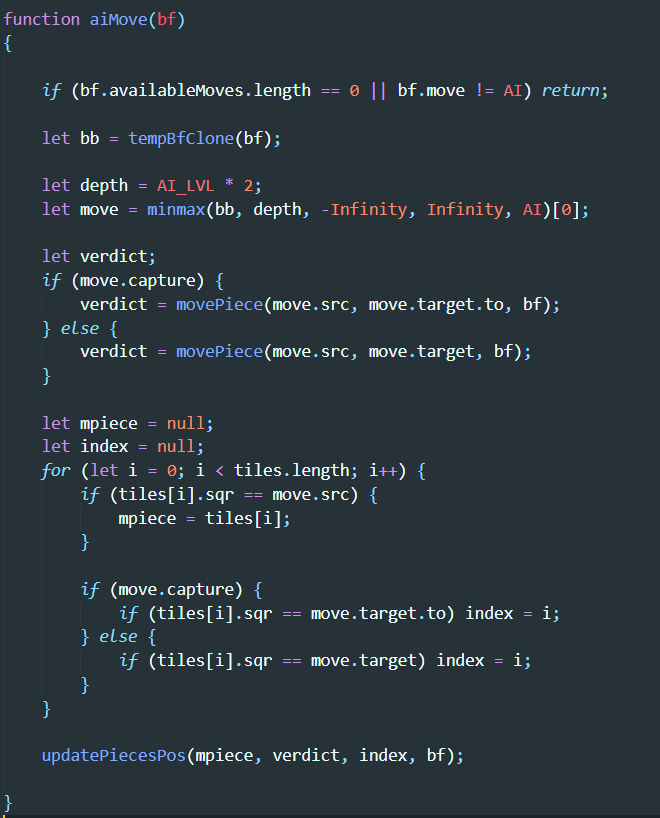 function aiMove(bf)
{
if (bf.availableMoves.length == 0 || bf.move != AI) return;
let bb = tempBfClone(bf);
let depth = AI_LVL * 2;
let move = minmax(bb, depth, -Infinity, Infinity, AI)[0];
let verdict;
if (move.capture) {
verdict = movePiece(move.src, move.target.to, bf);
} else {
verdict = movePiece(move.src, move.target, bf);
}
let mpiece = null;
let index = null;
for (let i = 0; i < tiles.length; i++) {
if (tiles[i].sqr == move.src) {
mpiece = tiles[i];
}
if (move.capture) {
if (tiles[i].sqr == move.target.to) index = i;
} else {
if (tiles[i].sqr == move.target) index = i;
}
}
updatePiecesPos(mpiece, verdict, index, bf);
}